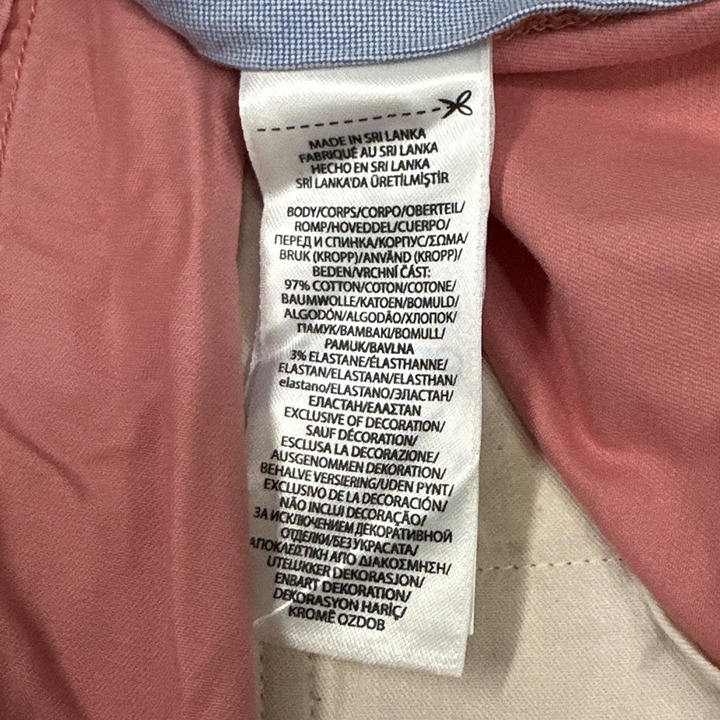 MADE IN SRI LANKA
FABRIQUÉ AU SRI LANKA
HECHO EN SRI LANKA
SRİ LANKA'DA ÜRETİLMİŞTİR
BODY/CORPS/CORPO/OBERTEIL/
ROMP/HOVEDDEL/CUERPO/
ПЕРЕД И СПИНКА/КОРПУС/ΣΩΜΑ/
BRUK (KROPP)/ANVÄND (KROPP)/
BEDEN/VRCHNÍ ČÁST:
97% COTTON/COTON/COTONE/
BAUMWOLLE/KATOEN/BOMULD/
ALGODÓN/ALGODÃO/ХЛОПОК/
ПАМУК/ΒΑΜΒΑΚΙ/BOMULL/
PAMUK/BAVLNA
3% ELASTANE/ÉLASTHANNE/
ELASTAN/ELASTAAN/ELASTHAN/
elastano/ELASTANO/ЭЛАСТАН/
ЕЛАСТАН/ΕΛΑΣΤΑΝ
EXCLUSIVE OF DECORATION/
SAUF DÉCORATION/
ESCLUSA LA DECORAZIONE/
AUSGENOMMEN DEKORATION/
BEHALVE VERSIERING/UDEN PYNT/
EXCLUSIVO DE LA DECORACIÓN/
NÃO INCLUI DECORAÇÃO/
ЗА ИСКЛЮЧЕНИЕМ ДЕКОРАТИВНОЙ
ОТДЕЛКИ/БЕЗ УКРАСАТА/
ΑΠΟΚΛΕΙΣΤΙΚΗ ΑΠΟ ΔΙΑΚΟΣΜΗΣΗ/
UTELUKKER DEKORASJON/
ENBART DEKORATION/
DEKORASYON HARİÇ/
KROMĚ OZDOB